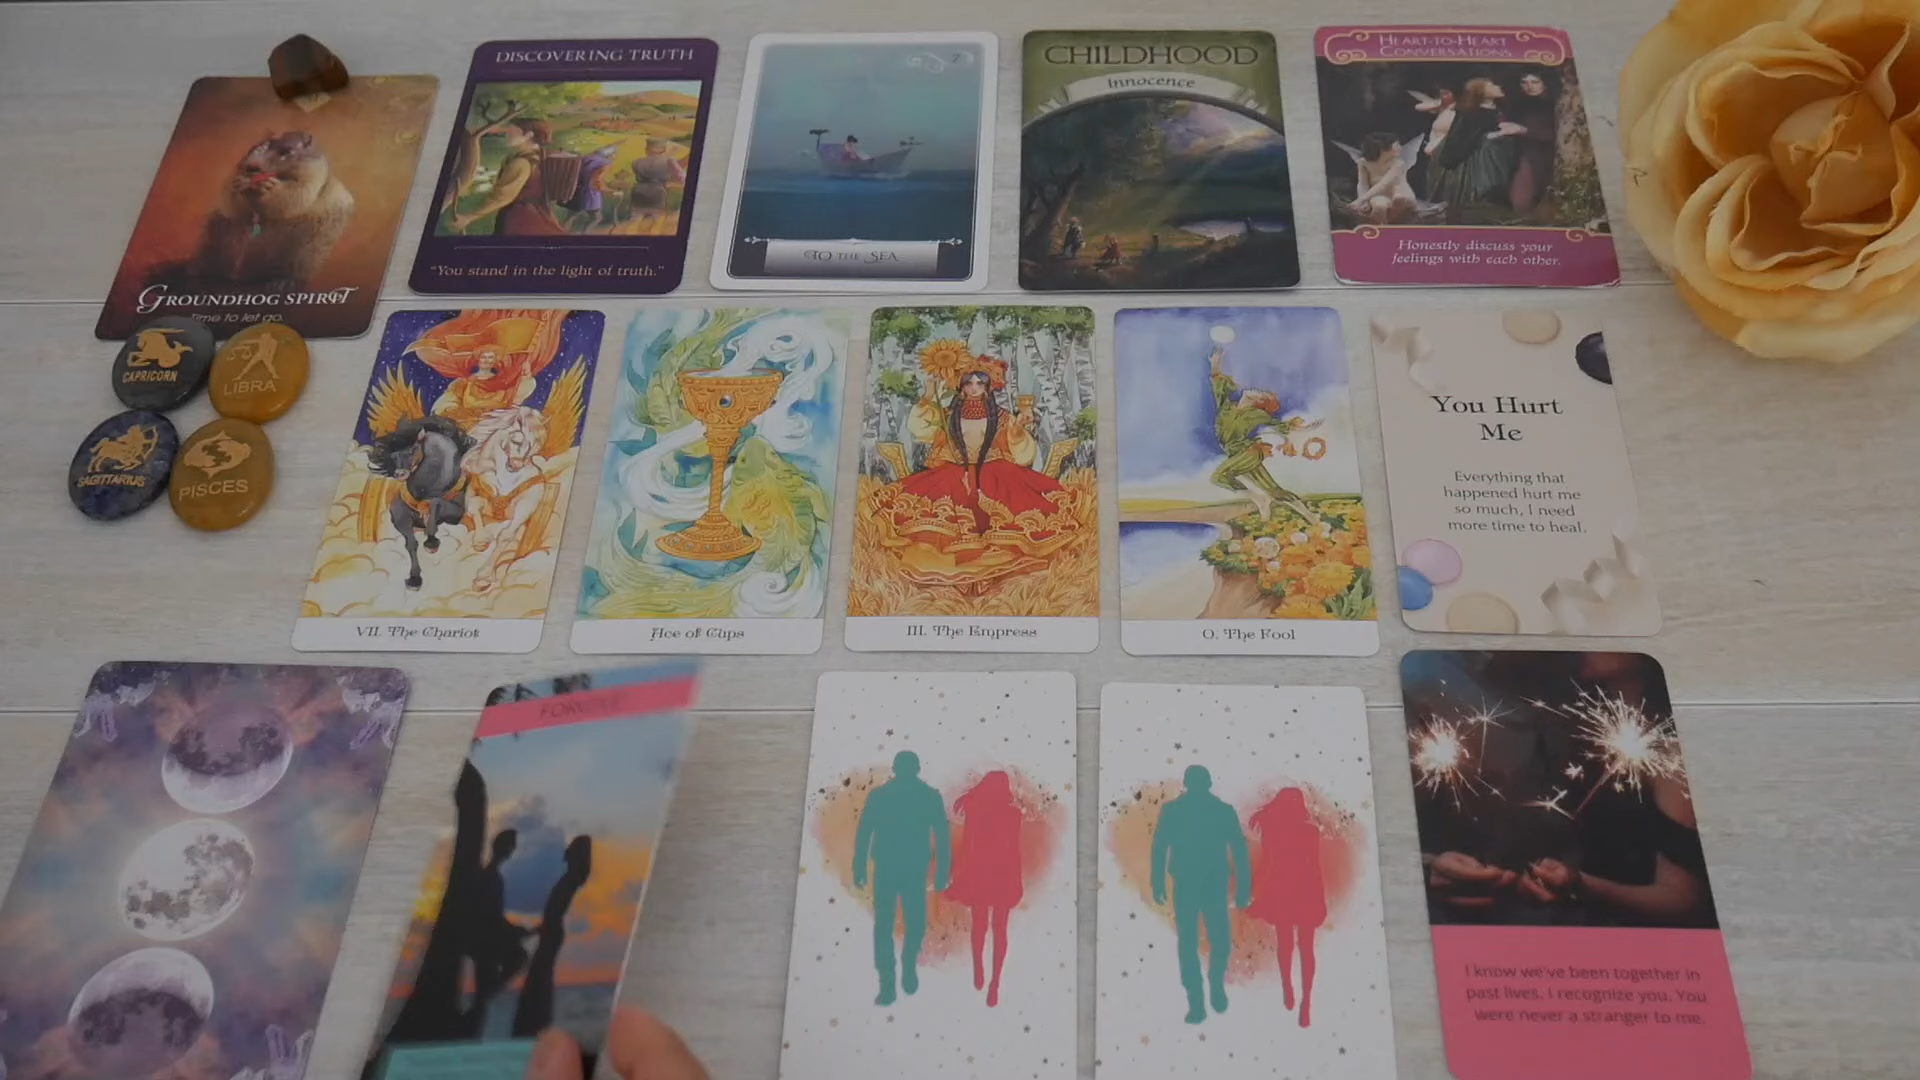 DISCOVERING TRUTH
"You stand in the light of truth."
7
TO THE SEA
CHILDHOOD
Innocence
HEART-TO-HEART
CONVERSATIONS
Honestly discuss your
feelings with each other.
GROUNDHOG SPIRIT
Time to let go.
CAPRICORN
LIBRA
SAGITTARIUS
PISCES
VII. The Chariot
Ace of Cups
III. The Empress
0. The Fool
You Hurt
Me
Everything that
happened hurt me
so much, I need
more time to heal.
I know we've been together in
past lives. I recognize you. You
were never a stranger to me.